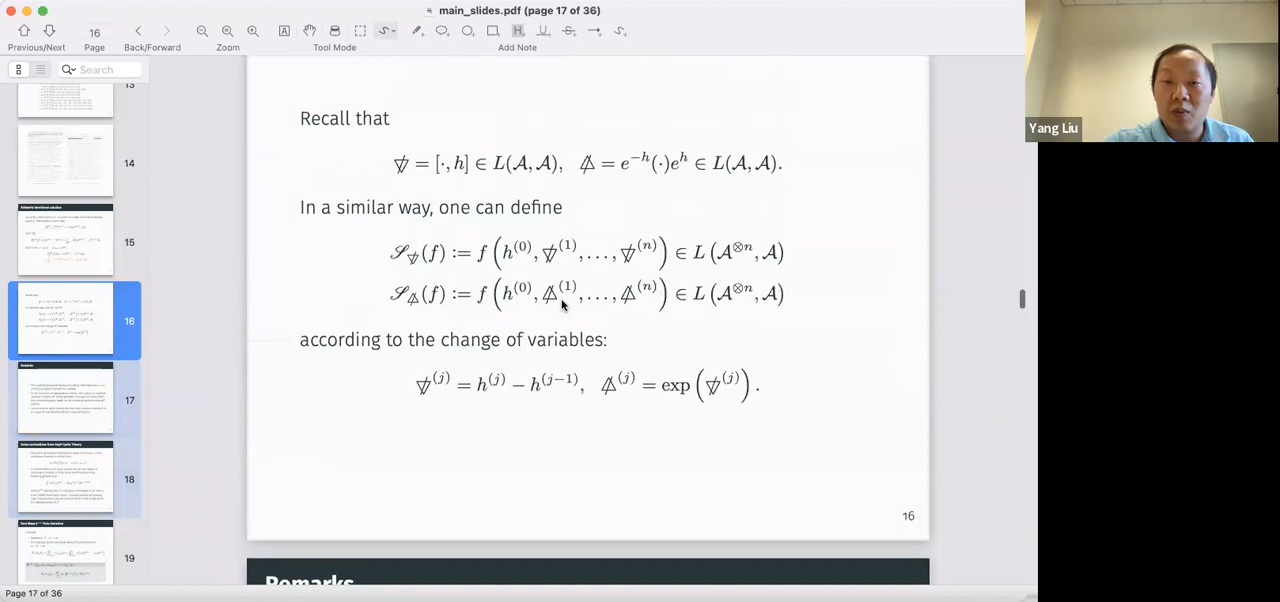 main_slides.pdf (page 17 of 36)
16
Previous/Next
Page
Back/Forward
Zoom
Tool Mode
Add Note
Search
13
14
15
16
17
18
19
Recall that
∇̸ = [·, h] ∈ L(𝒜, 𝒜), ∆̸ = e^{-h}(·)e^{h} ∈ L(𝒜, 𝒜).
In a similar way, one can define
𝒮_∇̸(f) := f(h^{(0)}, ∇̸^{(1)}, . . . , ∇̸^{(n)}) ∈ L(𝒜^{⊗n}, 𝒜)
𝒮_∆̸(f) := f(h^{(0)}, ∆̸^{(1)}, . . . , ∆̸^{(n)}) ∈ L(𝒜^{⊗n}, 𝒜)
according to the change of variables:
∇̸^{(j)} = h^{(j)} − h^{(j−1)}, ∆̸^{(j)} = exp(∇̸^{(j)}).
16
Remarks
Page 17 of 36
Yang Liu